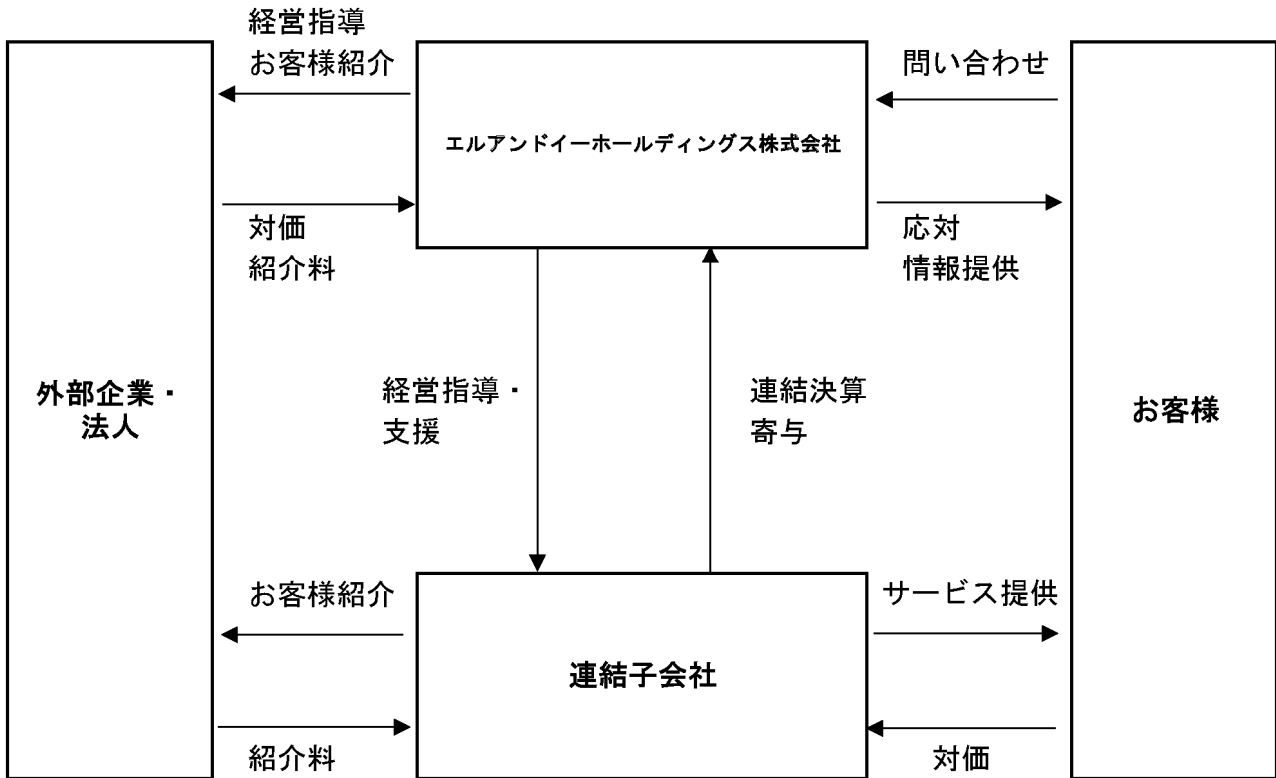 経営指導
お客様紹介
問い合わせ
エルアンドイーホールディングス株式会社
対価
紹介料
応対
情報提供
外部企業・
法人
経営指導・
支援
連結決算
寄与
お客様
お客様紹介
サービス提供
連結子会社
紹介料
対価